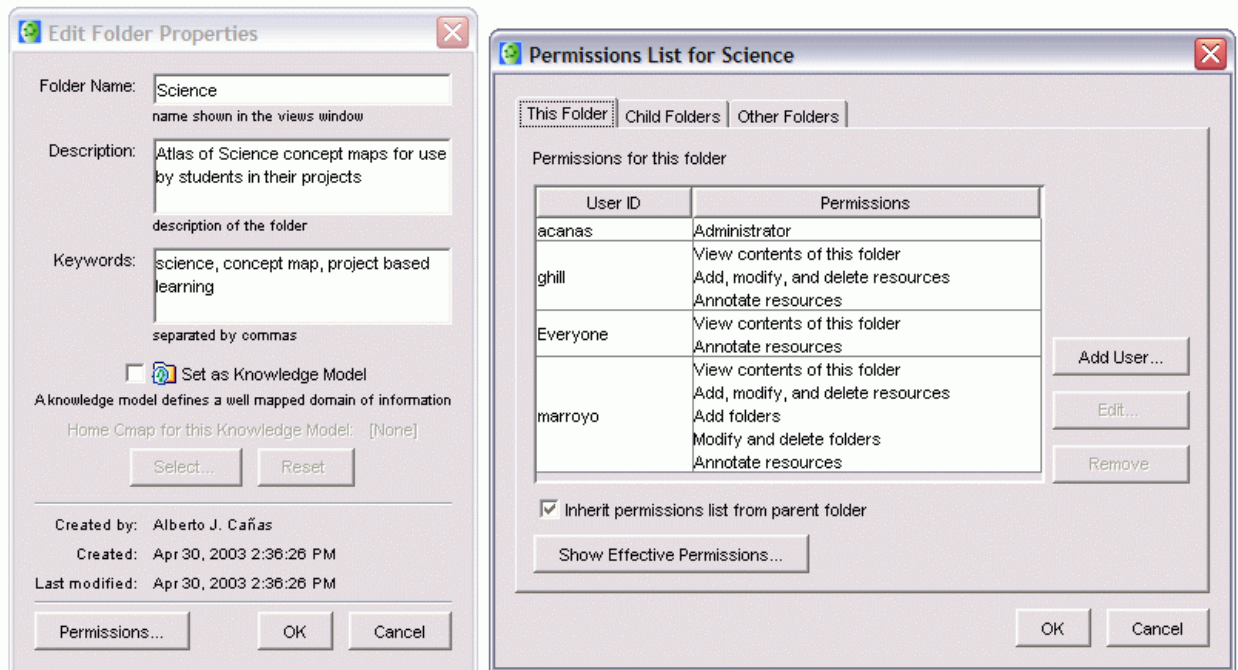 Edit Folder Properties
Folder Name:
Science
name shown in the views window
Description:
Atlas of Science concept maps for use
by students in their projects
description of the folder
Keywords:
science, concept map, project based
learning
separated by commas
Set as Knowledge Model
A knowledge model defines a well mapped domain of information
Home Cmap for this Knowledge Model: [None]
Select...
Reset
Created by: Alberto J. Cañas
Created: Apr 30, 2003 2:36:26 PM
Last modified: Apr 30, 2003 2:36:26 PM
Permissions...
OK
Cancel
Permissions List for Science
This Folder
Child Folders
Other Folders
Permissions for this folder
User ID
Permissions
acanas
Administrator
ghill
View contents of this folder
Add, modify, and delete resources
Annotate resources
Everyone
View contents of this folder
Annotate resources
marroyo
View contents of this folder
Add, modify, and delete resources
Add folders
Modify and delete folders
Annotate resources
Add User...
Edit...
Remove
Inherit permissions list from parent folder
Show Effective Permissions...
OK
Cancel